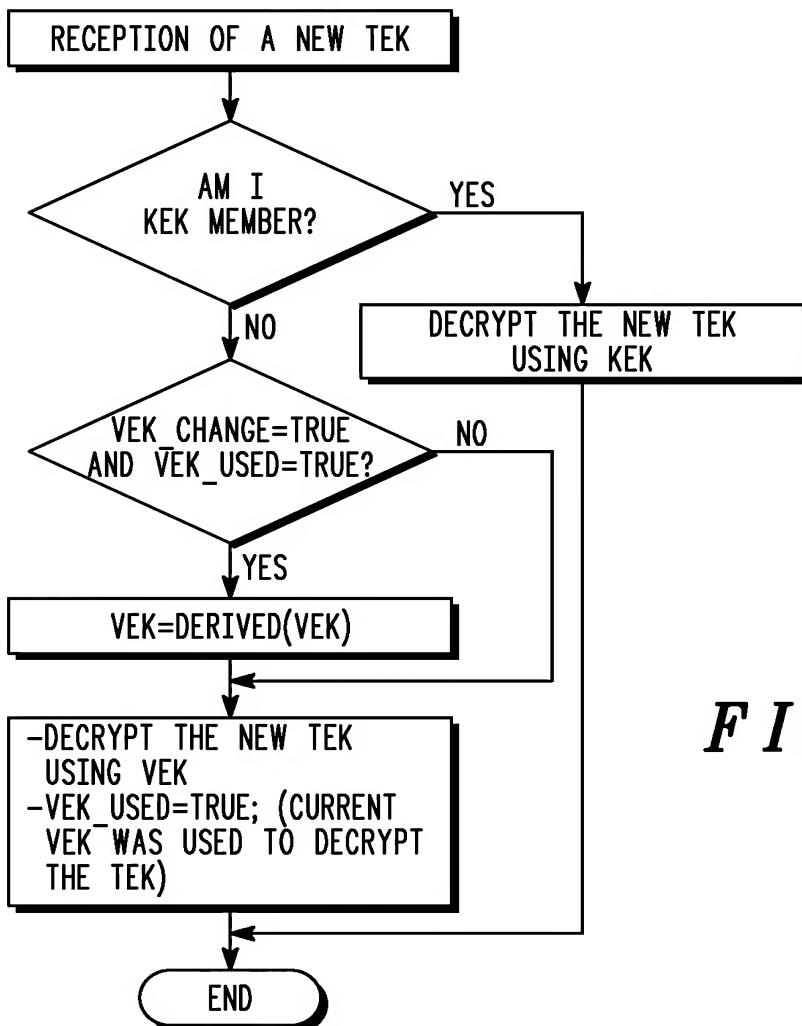 RECEPTION OF A NEW TEK
AM I
KEK MEMBER?
YES
NO
DECRYPT THE NEW TEK
USING KEK
VEK_CHANGE=TRUE
AND VEK_USED=TRUE?
NO
YES
VEK=DERIVED(VEK)
-DECRYPT THE NEW TEK
USING VEK
-VEK_USED=TRUE; (CURRENT
VEK WAS USED TO DECRYPT
THE TEK)
END
FI